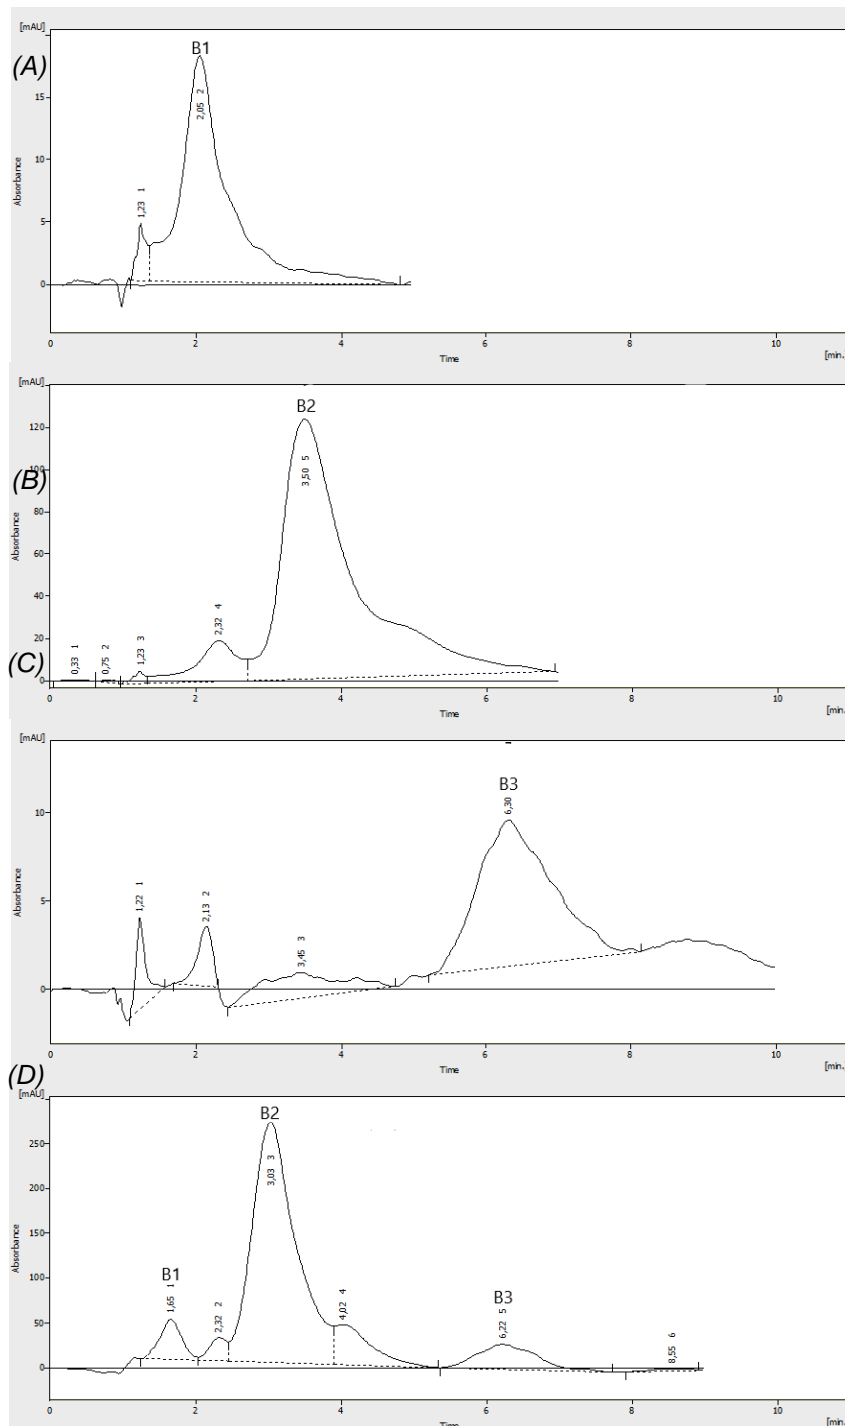 [mAU]
(A)
B1
15
2,05 2
10
Absorbance
1,23 1
5
0
0 2 4 6 8 10
Time [min.
[mAU]
B2
120
100
(B)
3,50 5
80
Absorbance
60
40
2,32 4
20
(C)
0,33 1
0,75 2
1,23 3
0
0 2 4 6 8 10
Time [min.
[mAU]
B3
10
6,30
Absorbance
1,22 1
2,13 2
5
3,45 3
0
0 2 4 6 8 10
Time [min.
(D)
[mAU]
B2
250
3,03 3
200
150
Absorbance
100
B1
1,65 1
2,32 2
4,02 4
B3
6,22 5
8,55 6
50
0
0 2 4 6 8 10
Time [min.